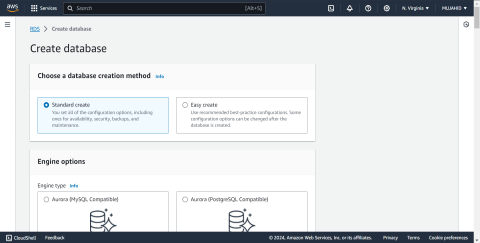 aws
Services
Search
[Alt+S]
N. Virginia
MUJAHID
RDS > Create database
Create database
Choose a database creation method Info
Standard create
You set all of the configuration options, including
ones for availability, security, backups, and
maintenance.
Easy create
Use recommended best-practice configurations. Some
configuration options can be changed after the
database is created.
Engine options
Engine type Info
Aurora (MySQL Compatible)
Aurora (PostgreSQL Compatible)
CloudShell
Feedback
© 2024, Amazon Web Services, Inc. or its affiliates.
Privacy
Terms
Cookie preferences